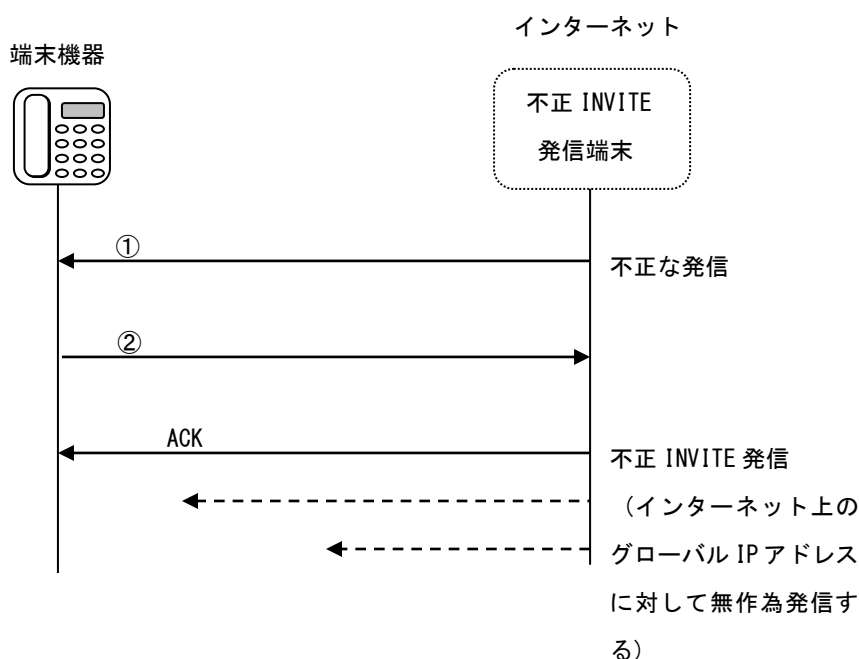 インターネット
端末機器
不正 INVITE
発信端末
①
不正な発信
②
ACK
不正 INVITE 発信
(インターネット上の
グローバル IP アドレス
に対して無作為発信す
る)